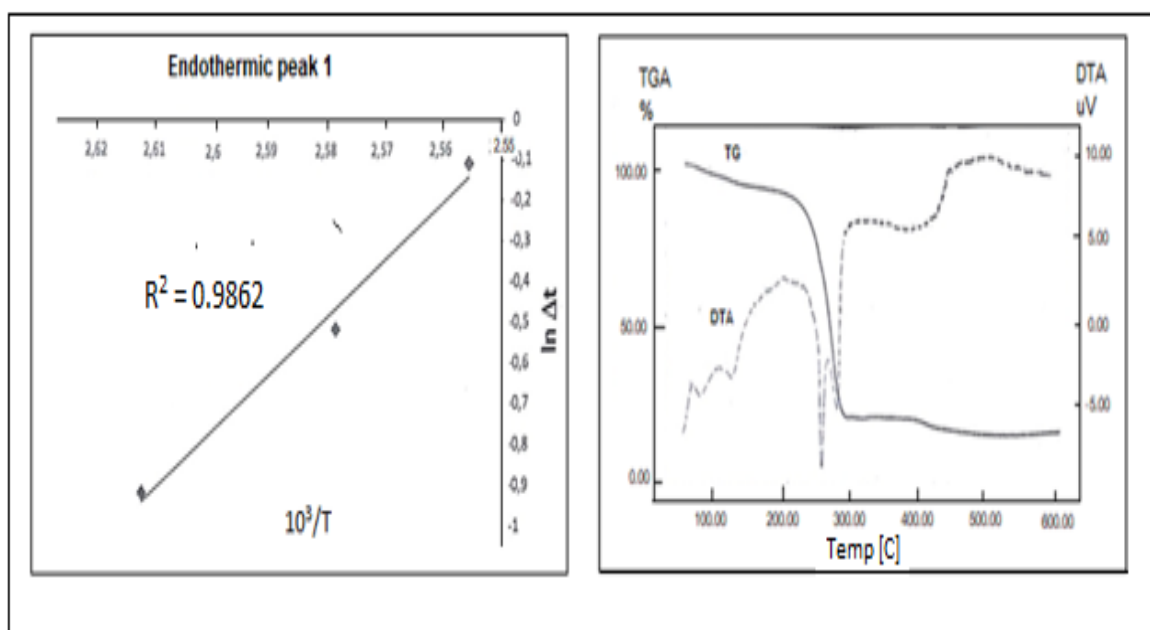 Endothermic peak 1
0
2,62 2,61 2,6 2,59 2,58 2,57 2,56 2,55
-0,1
-0,2
-0,3
-0,4
-0,5
-0,6
-0,7
-0,8
-0,9
-1
ln Δt
R² = 0.9862
10³/T
TGA
%
DTA
uV
TG
DTA
100.00
50.00
0.00
10.00
5.00
0.00
-5.00
100.00 200.00 300.00 400.00 500.00 600.00
Temp [C]